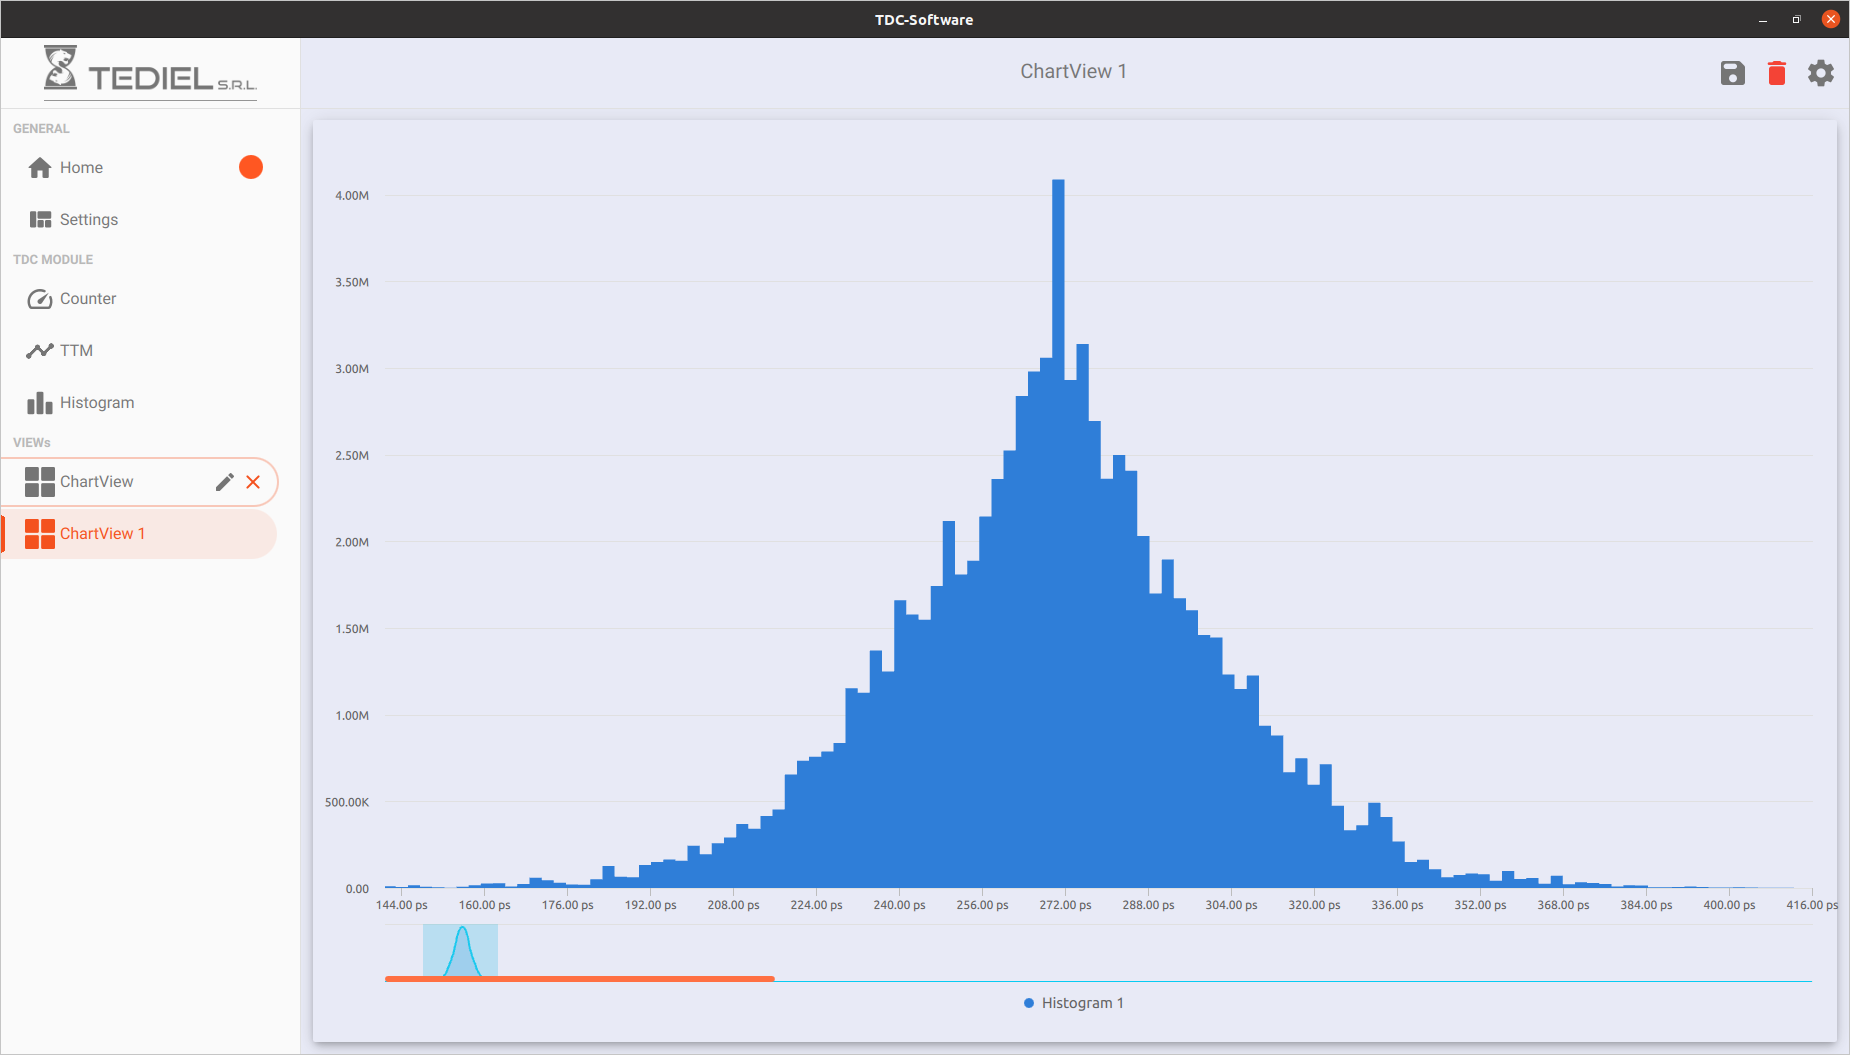 TDC-Software
TEDIEL S.R.L.
ChartView 1
GENERAL
Home
Settings
TDC MODULE
Counter
TTM
Histogram
VIEWs
ChartView
ChartView 1
4.00M
3.50M
3.00M
2.50M
2.00M
1.50M
1.00M
500.00K
0.00
144.00 ps 160.00 ps 176.00 ps 192.00 ps 208.00 ps 224.00 ps 240.00 ps 256.00 ps 272.00 ps 288.00 ps 304.00 ps 320.00 ps 336.00 ps 352.00 ps 368.00 ps 384.00 ps 400.00 ps 416.00 ps
Histogram 1